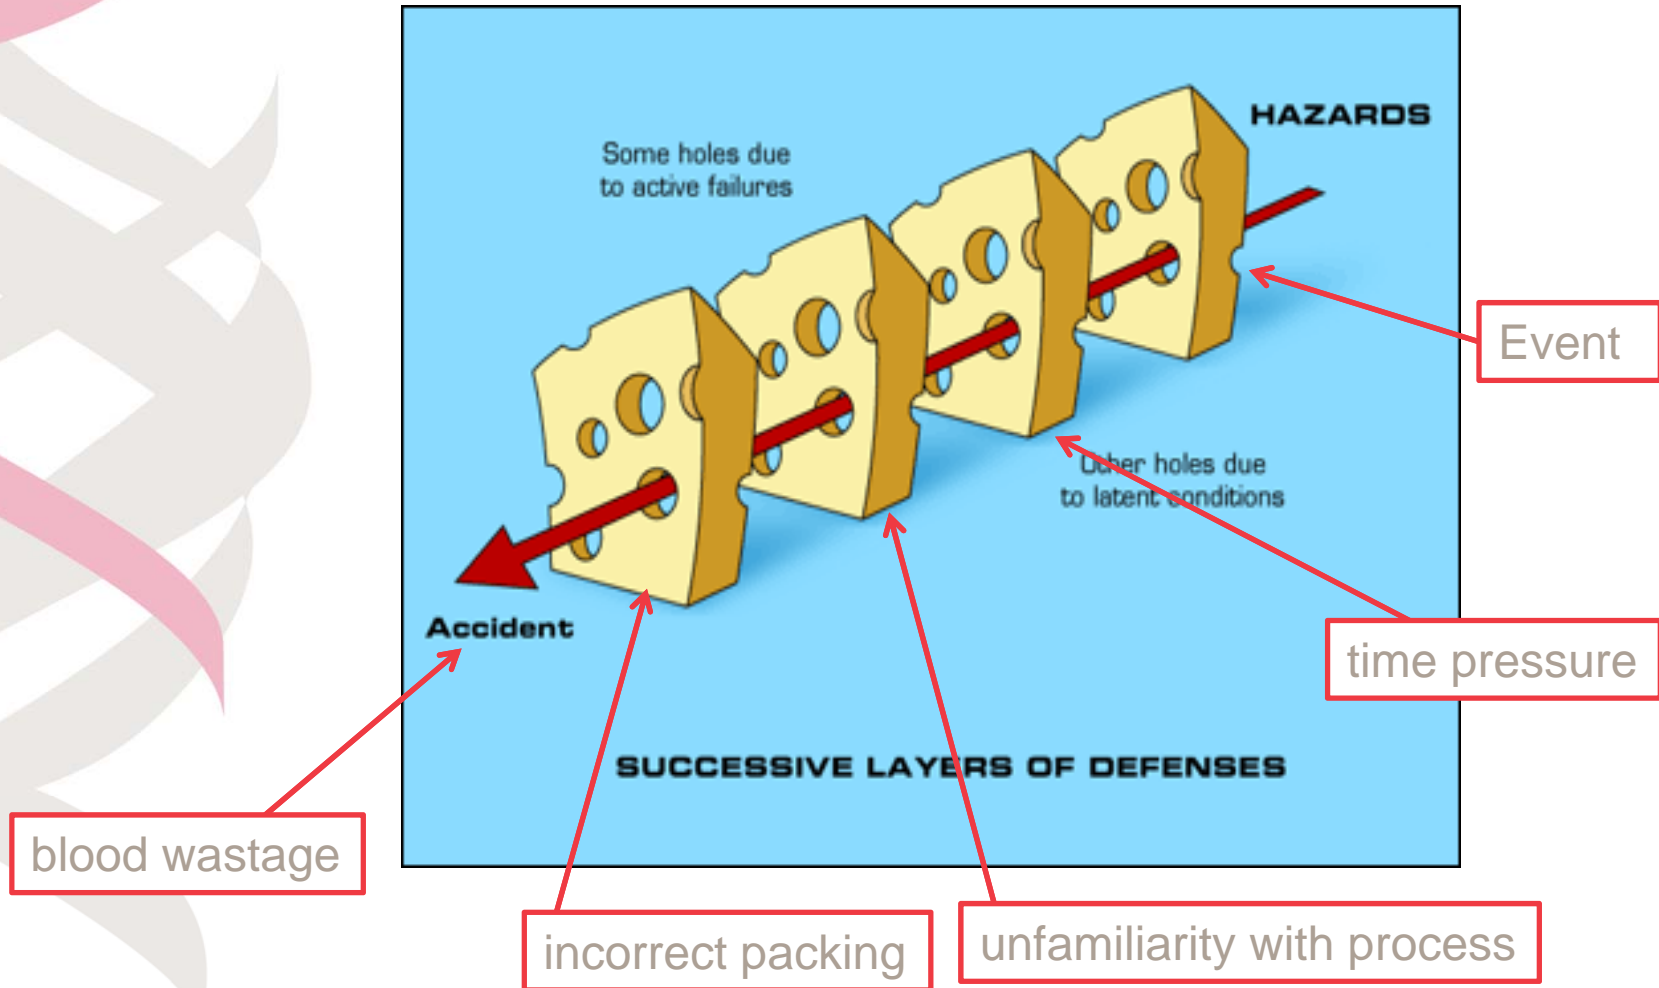 HAZARDS
Some holes due
to active failures
Event
Other holes due
to latent conditions
Accident
time pressure
SUCCESSIVE LAYERS OF DEFENSES
blood wastage
incorrect packing
unfamiliarity with process